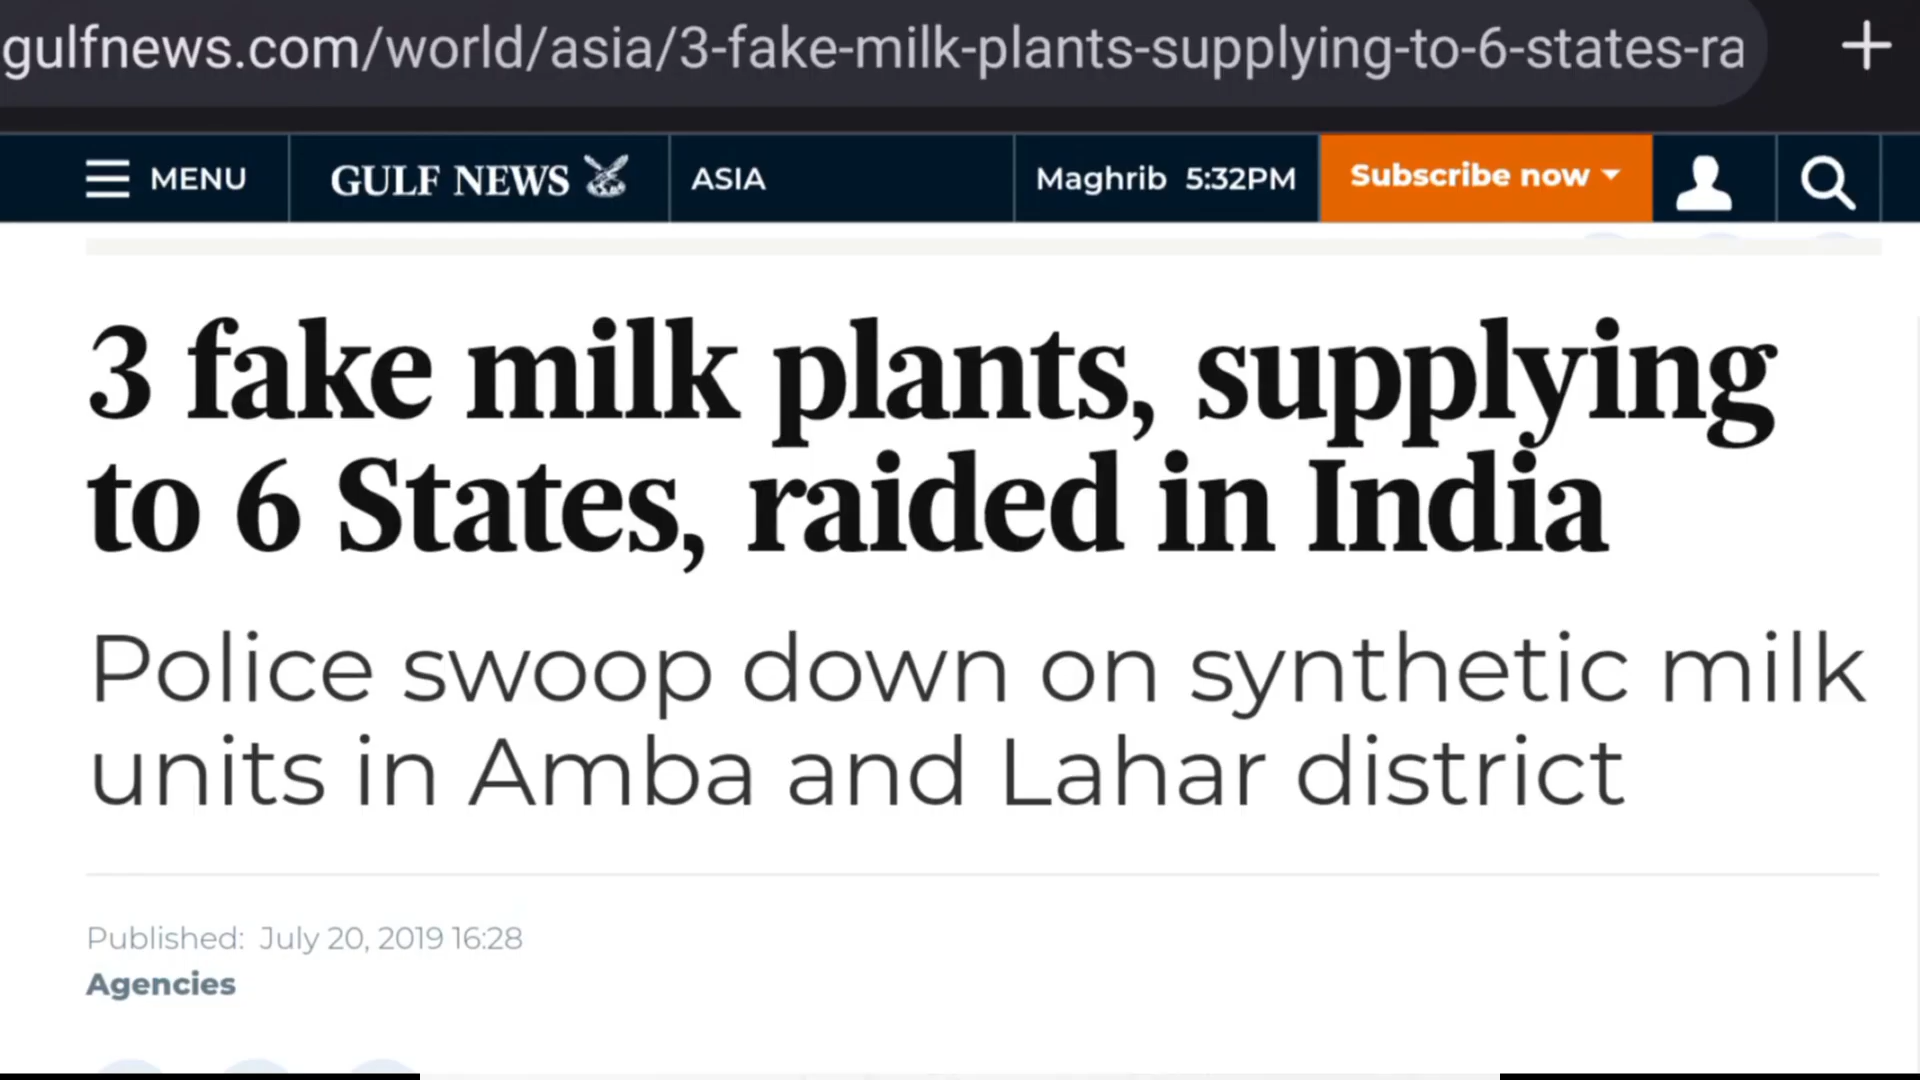 gulfnews.com/world/asia/3-fake-milk-plants-supplying-to-6-states-ra
MENU GULF NEWS ASIA Maghrib 5:32PM Subscribe now
3 fake milk plants, supplying
to 6 States, raided in India
Police swoop down on synthetic milk
units in Amba and Lahar district
Published: July 20, 2019 16:28
Agencies